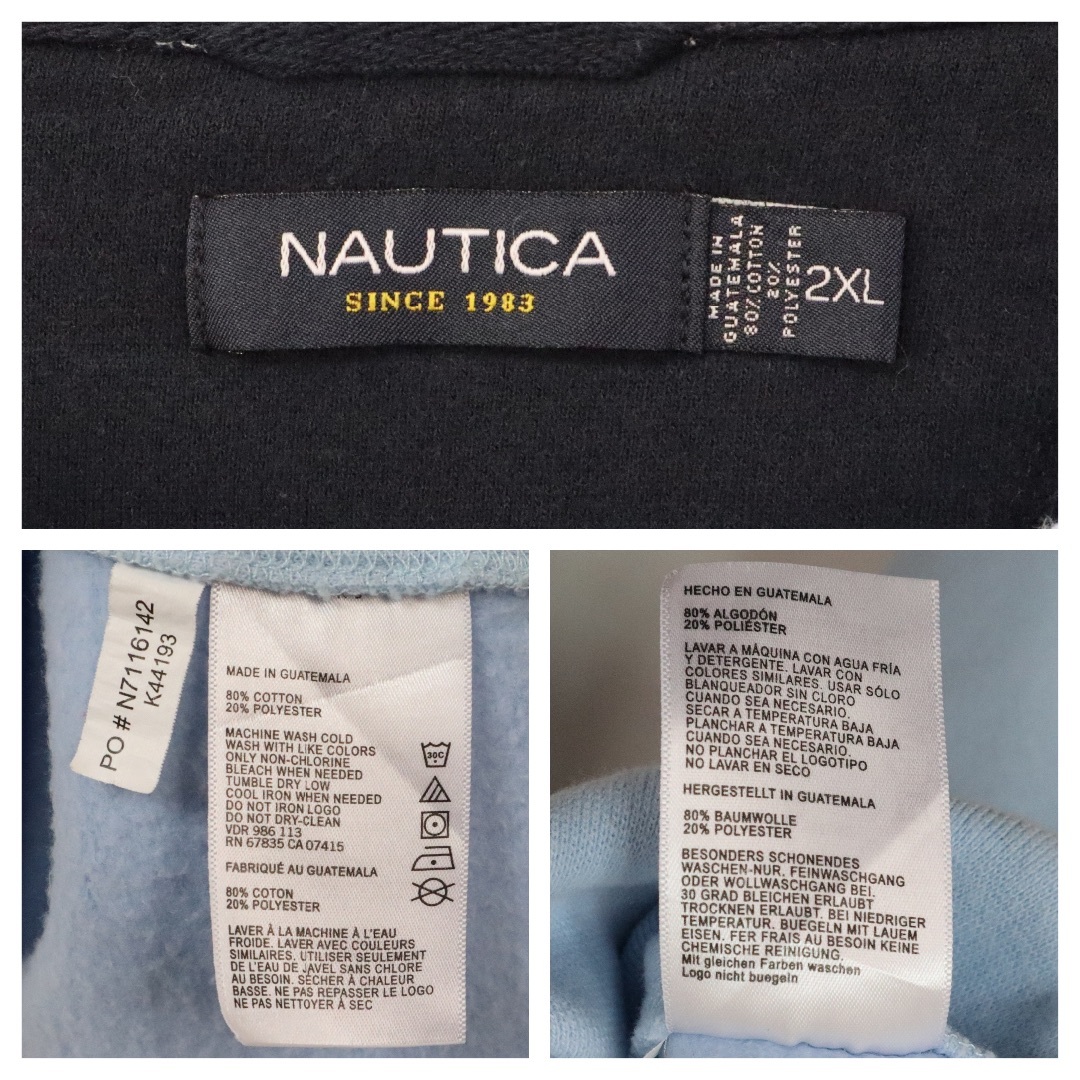 NAUTICA
SINCE 1983
MADE IN
GUATEMALA
80% COTTON
20%
POLYESTER
2XL
PO # N7116142
K44193
MADE IN GUATEMALA
80% COTTON
20% POLYESTER
MACHINE WASH COLD
WASH WITH LIKE COLORS
ONLY NON-CHLORINE
BLEACH WHEN NEEDED
TUMBLE DRY LOW
COOL IRON WHEN NEEDED
DO NOT IRON LOGO
DO NOT DRY-CLEAN
VDR 986 113
RN 67835 CA 07415
30C
FABRIQUÉ AU GUATEMALA
80% COTON
20% POLYESTER
LAVER À LA MACHINE À L'EAU
FROIDE. LAVER AVEC COULEURS
SIMILAIRES. UTILISER SEULEMENT
DE L'EAU DE JAVEL SANS CHLORE
AU BESOIN. SÉCHER À CHALEUR
BASSE. NE PAS REPASSER LE LOGO
NE PAS NETTOYER À SEC
HECHO EN GUATEMALA
80% ALGODÓN
20% POLIÉSTER
LAVAR A MÁQUINA CON AGUA FRÍA
Y DETERGENTE. LAVAR CON
COLORES SIMILARES. USAR SÓLO
BLANQUEADOR SIN CLORO
CUANDO SEA NECESARIO.
SECAR A TEMPERATURA BAJA
PLANCHAR A TEMPERATURA BAJA
CUANDO SEA NECESARIO.
NO PLANCHAR EL LOGOTIPO
NO LAVAR EN SECO
HERGESTELLT IN GUATEMALA
80% BAUMWOLLE
20% POLYESTER
BESONDERS SCHONENDES
WASCHEN-NUR. FEINWASCHGANG
ODER WOLLWASCHGANG BEI.
30 GRAD BLEICHEN ERLAUBT
TROCKNEN ERLAUBT. BEI NIEDRIGER
TEMPERATUR. BUEGELN MIT LAUEM
EISEN. FER FRAIS AU BESOIN KEINE
CHEMISCHE REINIGUNG.
Mit gleichen Farben waschen
Logo nicht buegeln